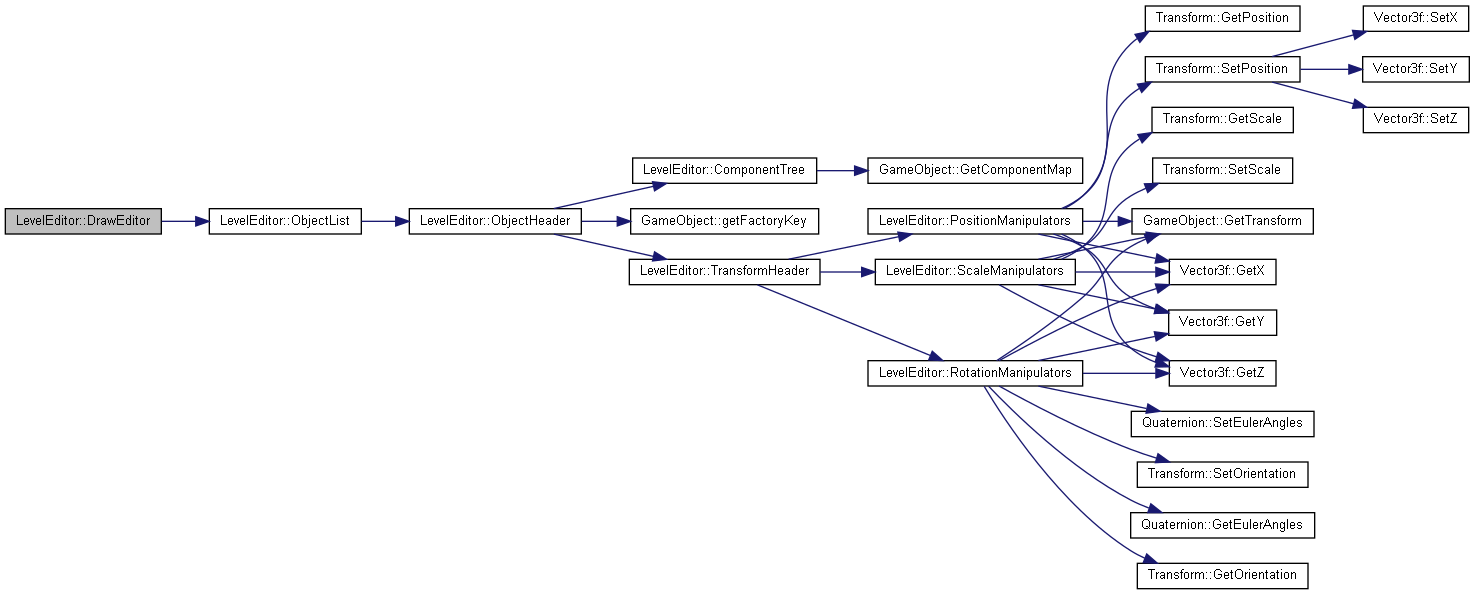 Transform::GetPosition
Vector3f::SetX
Transform::SetPosition
Vector3f::SetY
Transform::GetScale
Vector3f::SetZ
LevelEditor::ComponentTree
GameObject::GetComponentMap
Transform::SetScale
LevelEditor::DrawEditor
LevelEditor::ObjectList
LevelEditor::ObjectHeader
GameObject::getFactoryKey
LevelEditor::PositionManipulators
GameObject::GetTransform
LevelEditor::TransformHeader
LevelEditor::ScaleManipulators
Vector3f::GetX
Vector3f::GetY
LevelEditor::RotationManipulators
Vector3f::GetZ
Quaternion::SetEulerAngles
Transform::SetOrientation
Quaternion::GetEulerAngles
Transform::GetOrientation